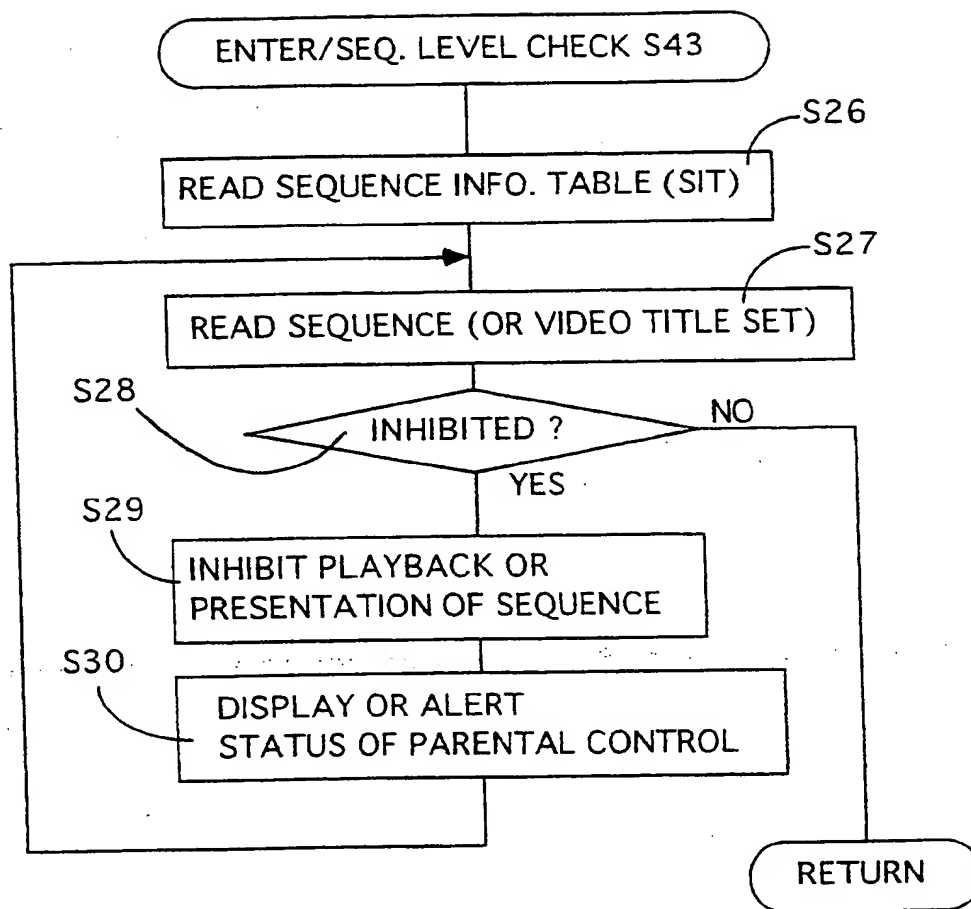 ENTER/SEQ. LEVEL CHECK S43
S26
READ SEQUENCE INFO. TABLE (SIT)
S27
READ SEQUENCE (OR VIDEO TITLE SET)
S28
INHIBITED ?
NO
YES
S29
INHIBIT PLAYBACK OR
PRESENTATION OF SEQUENCE
S30
DISPLAY OR ALERT
STATUS OF PARENTAL CONTROL
RETURN